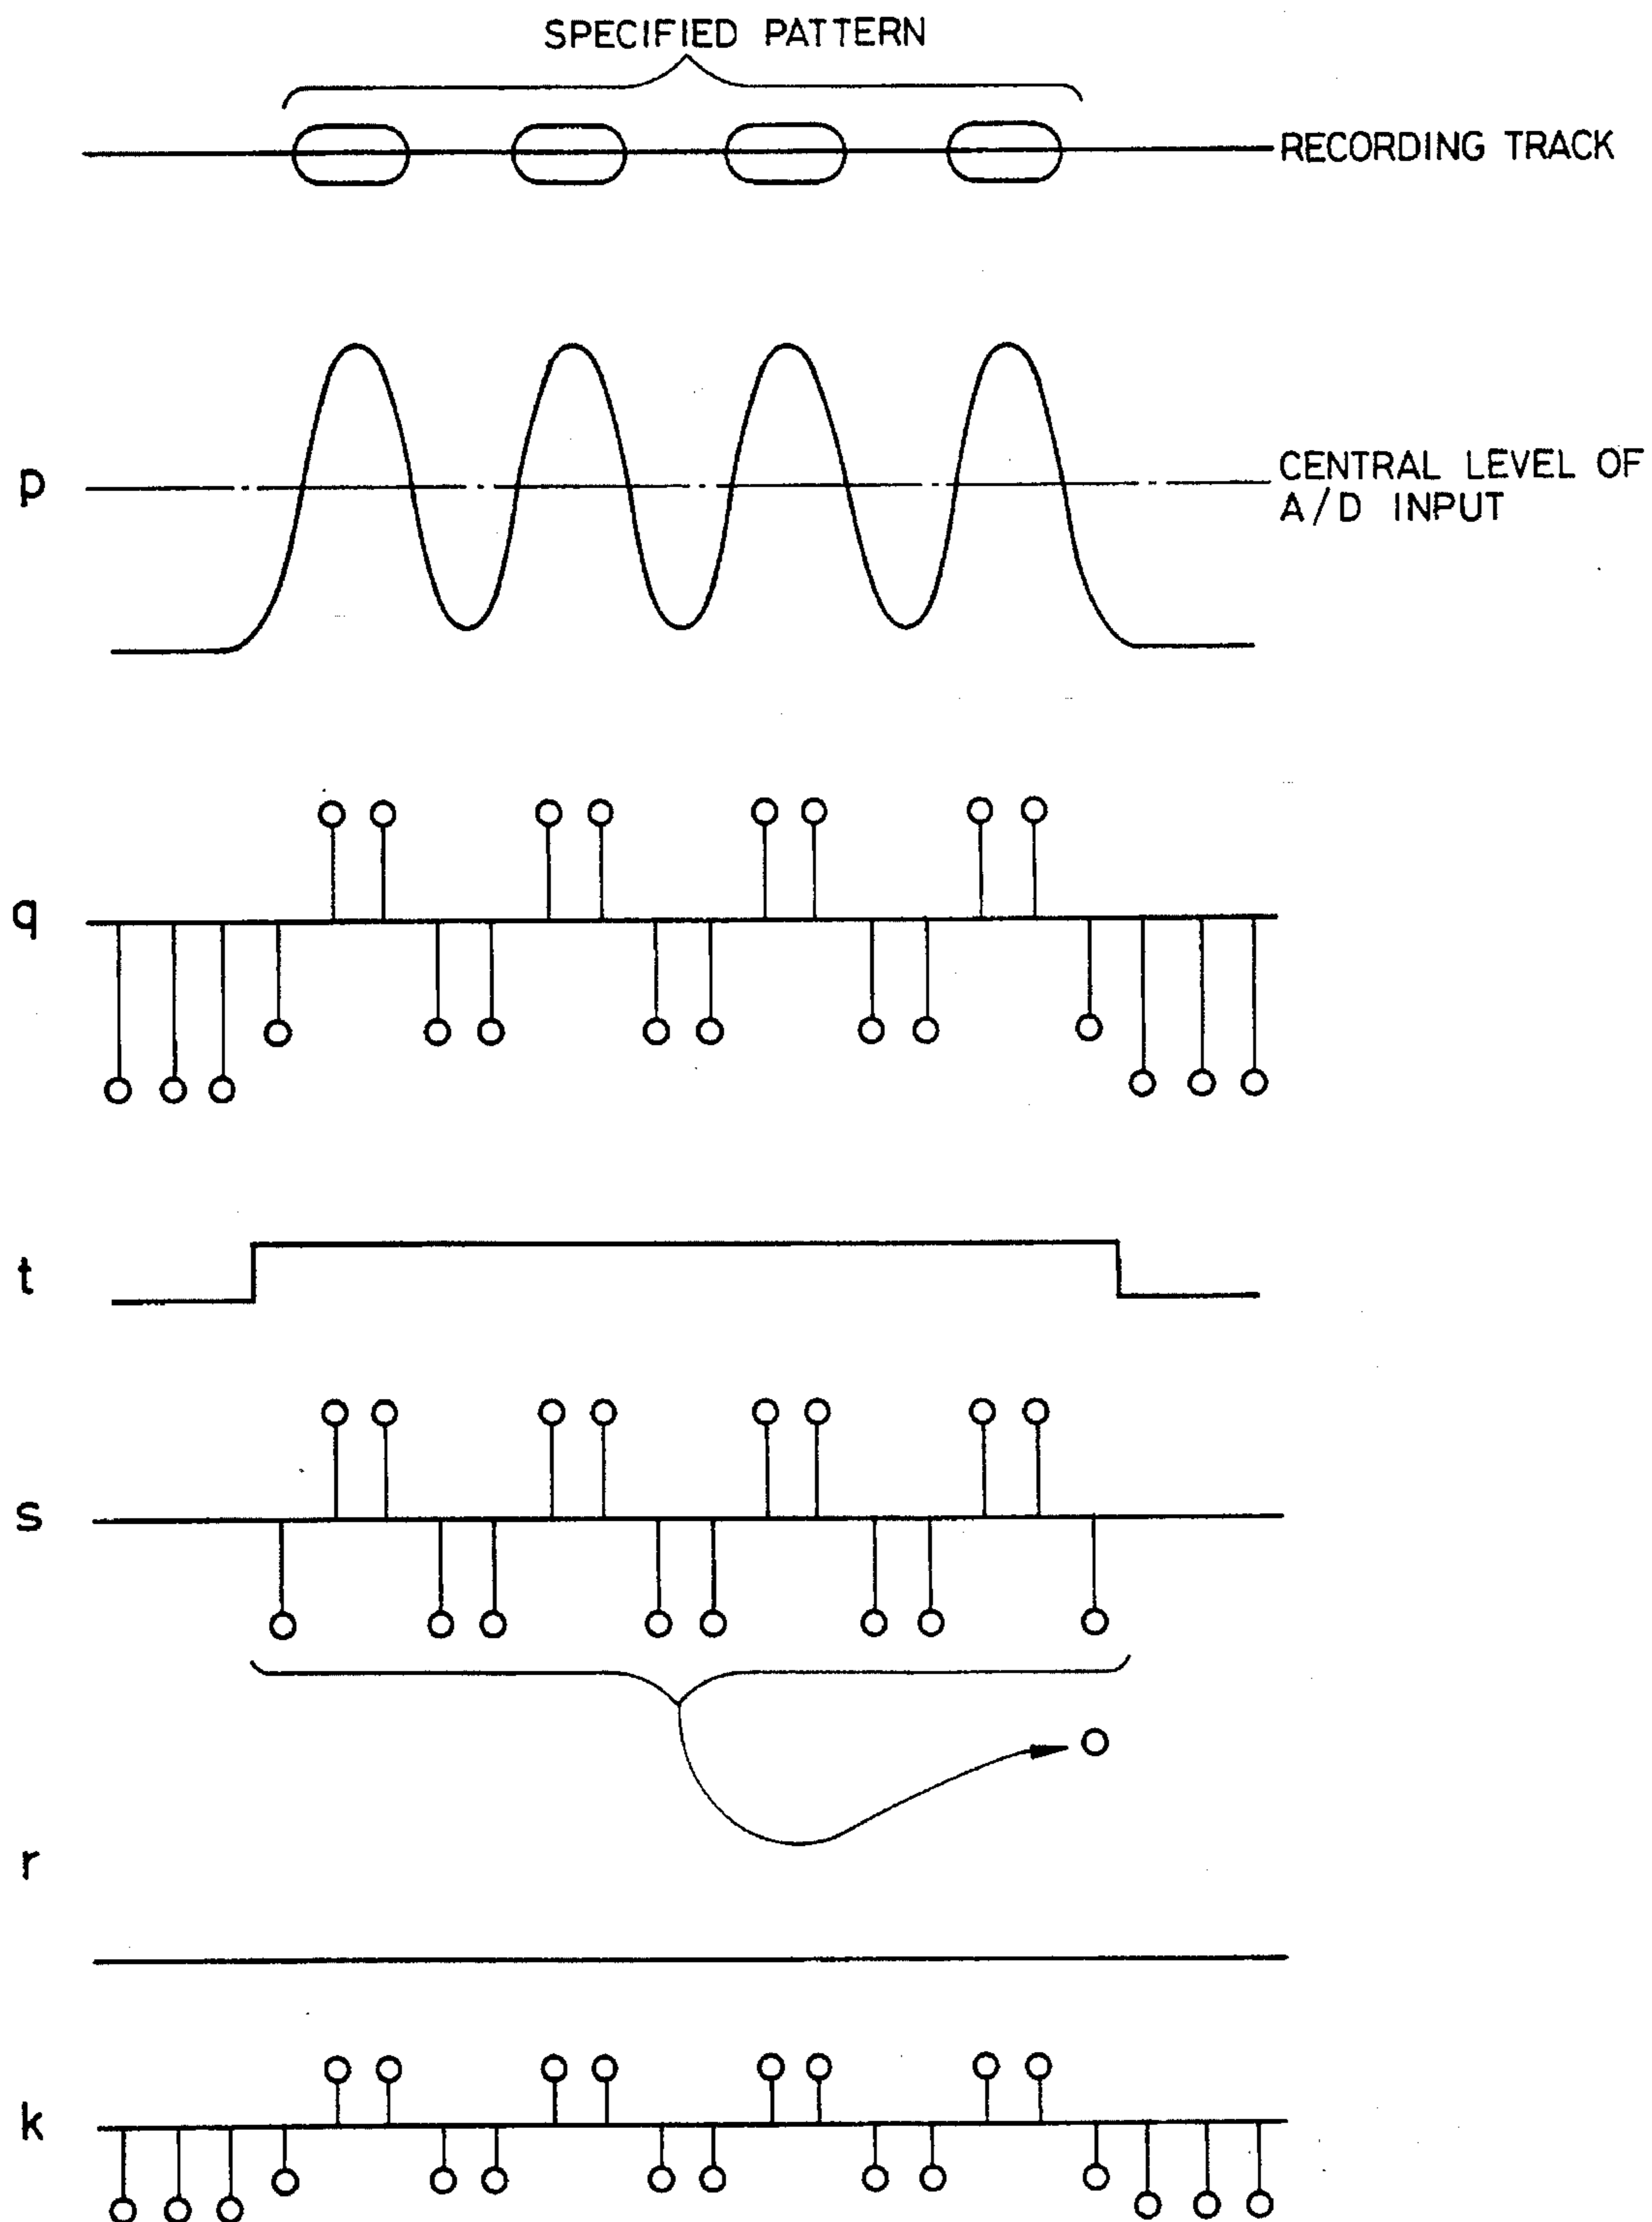 SPECIFIED PATTERN
RECORDING TRACK
p
CENTRAL LEVEL OF
A/D INPUT
q
t
s
r
k